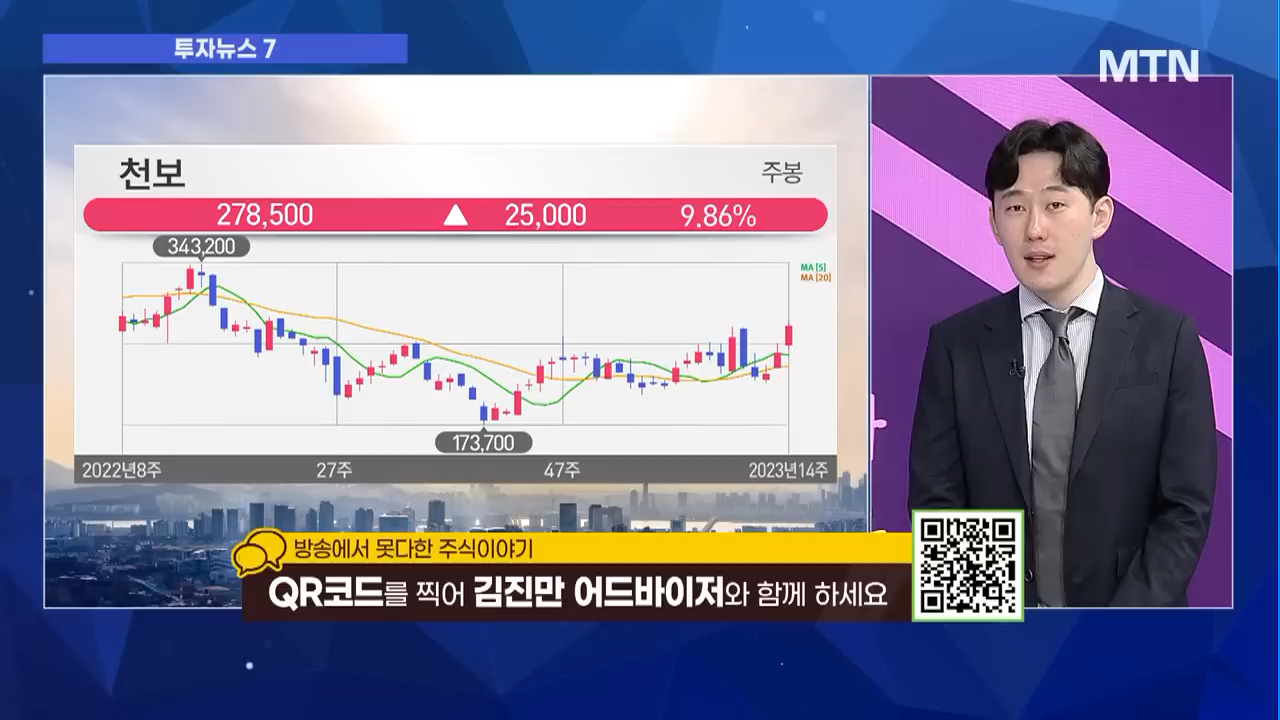 투자뉴스 7
MTN
천보
주봉
278,500 ▲ 25,000 9.86%
343,200
MA [5]
MA [20]
173,700
2022년8주 27주 47주 2023년14주
방송에서 못다한 주식이야기
QR코드를 찍어 김진만 어드바이저와 함께 하세요